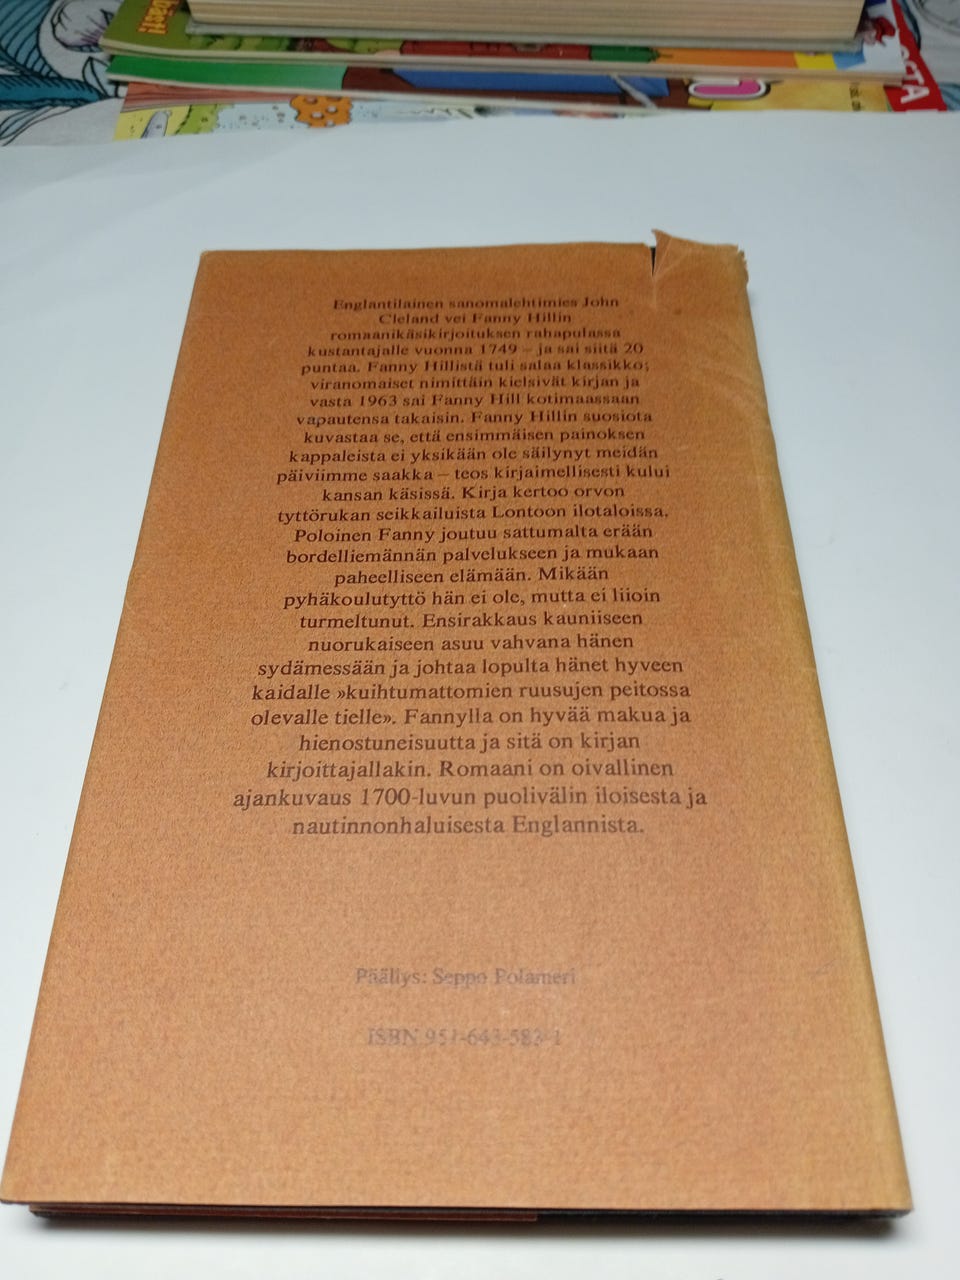 Englantilainen sanomalehtimies John
Cleland vei Fanny Hillin
romaanikäsikirjoituksen rahapulassa
kustantajalle vuonna 1749 – ja sai siitä 20
puntaa. Fanny Hillistä tuli salaa klassikko;
viranomaiset nimittäin kielsivät kirjan ja
vasta 1963 sai Fanny Hill kotimaassaan
vapautensa takaisin. Fanny Hillin suosiota
kuvastaa se, että ensimmäisen painoksen
kappaleista ei yksikään ole säilynyt meidän
päiviimme saakka – teos kirjaimellisesti kului
kansan käsissä. Kirja kertoo orvon
tyttörukan seikkailuista Lontoon ilotaloissa.
Poloinen Fanny joutuu sattumalta erään
bordelliemännän palvelukseen ja mukaan
paheelliseen elämään. Mikään
pyhäkoulutyttö hän ei ole, mutta ei liioin
turmeltunut. Ensirakkaus kauniiseen
nuorukaiseen asuu vahvana hänen
sydämessään ja johtaa lopulta hänet hyveen
kaidalle »kuihtumattomien ruusujen peitossa
olevalle tielle». Fannylla on hyvää makua ja
hienostuneisuutta ja sitä on kirjan
kirjoittajallakin. Romaani on oivallinen
ajankuvaus 1700-luvun puolivälin iloisesta ja
nautinnonhaluisesta Englannista.
Päällys: Seppo Polameri
ISBN 951-643-582-1